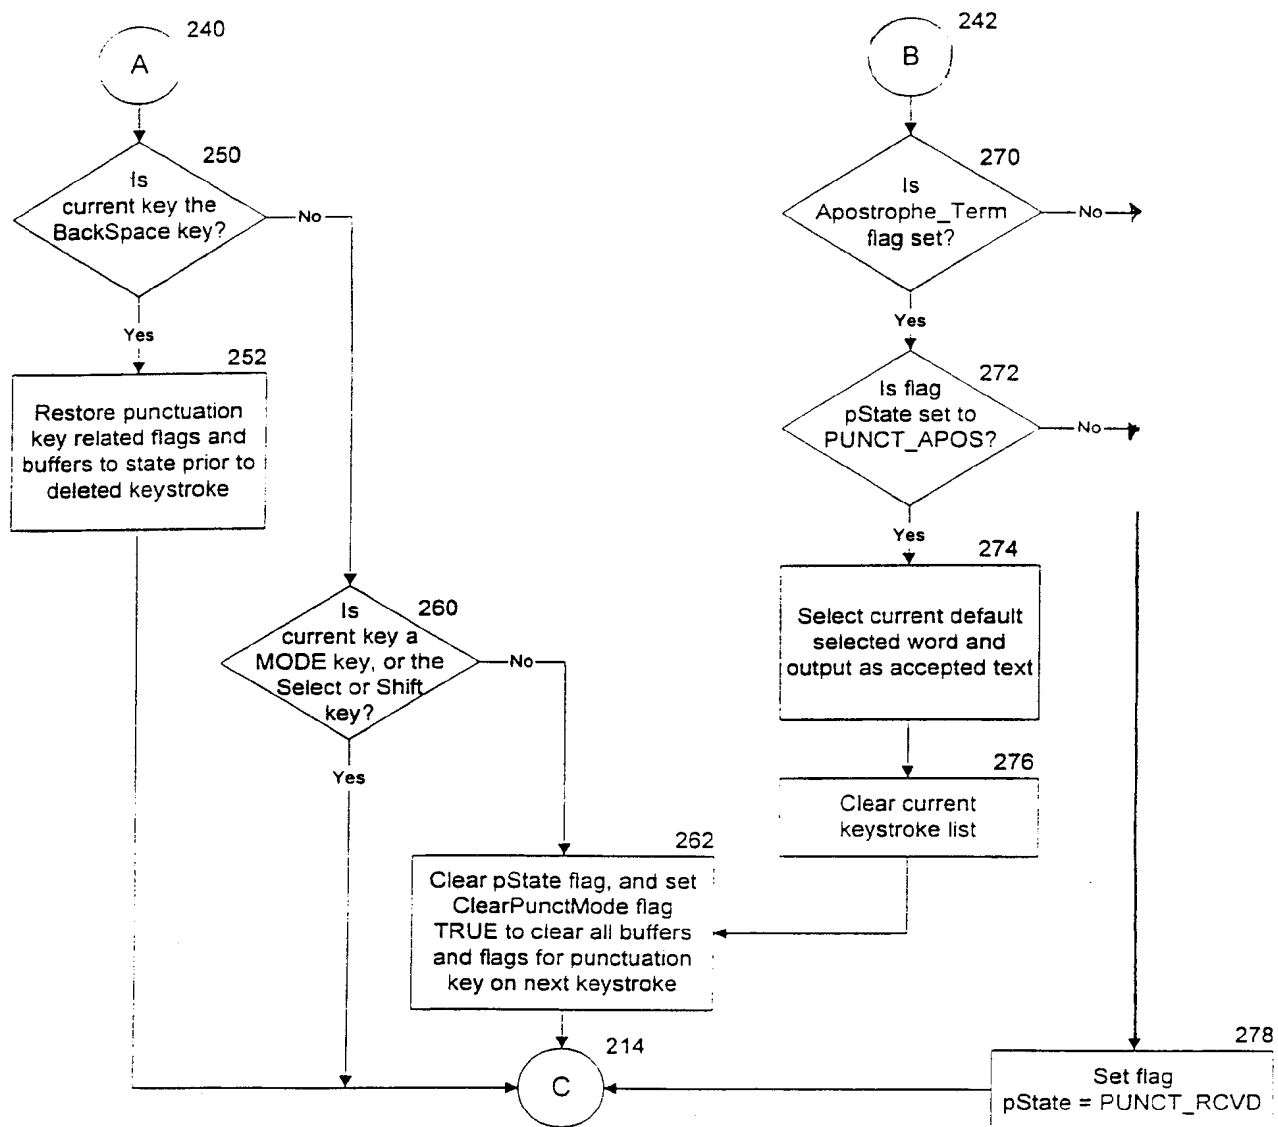 240
A
250
Is
current key the
BackSpace key?
No
Yes
252
Restore punctuation
key related flags and
buffers to state prior to
deleted keystroke
260
Is
current key a
MODE key, or the
Select or Shift
key?
No
Yes
262
Clear pState flag, and set
ClearPunctMode flag
TRUE to clear all buffers
and flags for punctuation
key on next keystroke
214
C
242
B
270
Is
Apostrophe_Term
flag set?
No
Yes
272
Is flag
pState set to
PUNCT_APOS?
No
Yes
274
Select current default
selected word and
output as accepted text
276
Clear current
keystroke list
278
Set flag
pState = PUNCT_RCVD